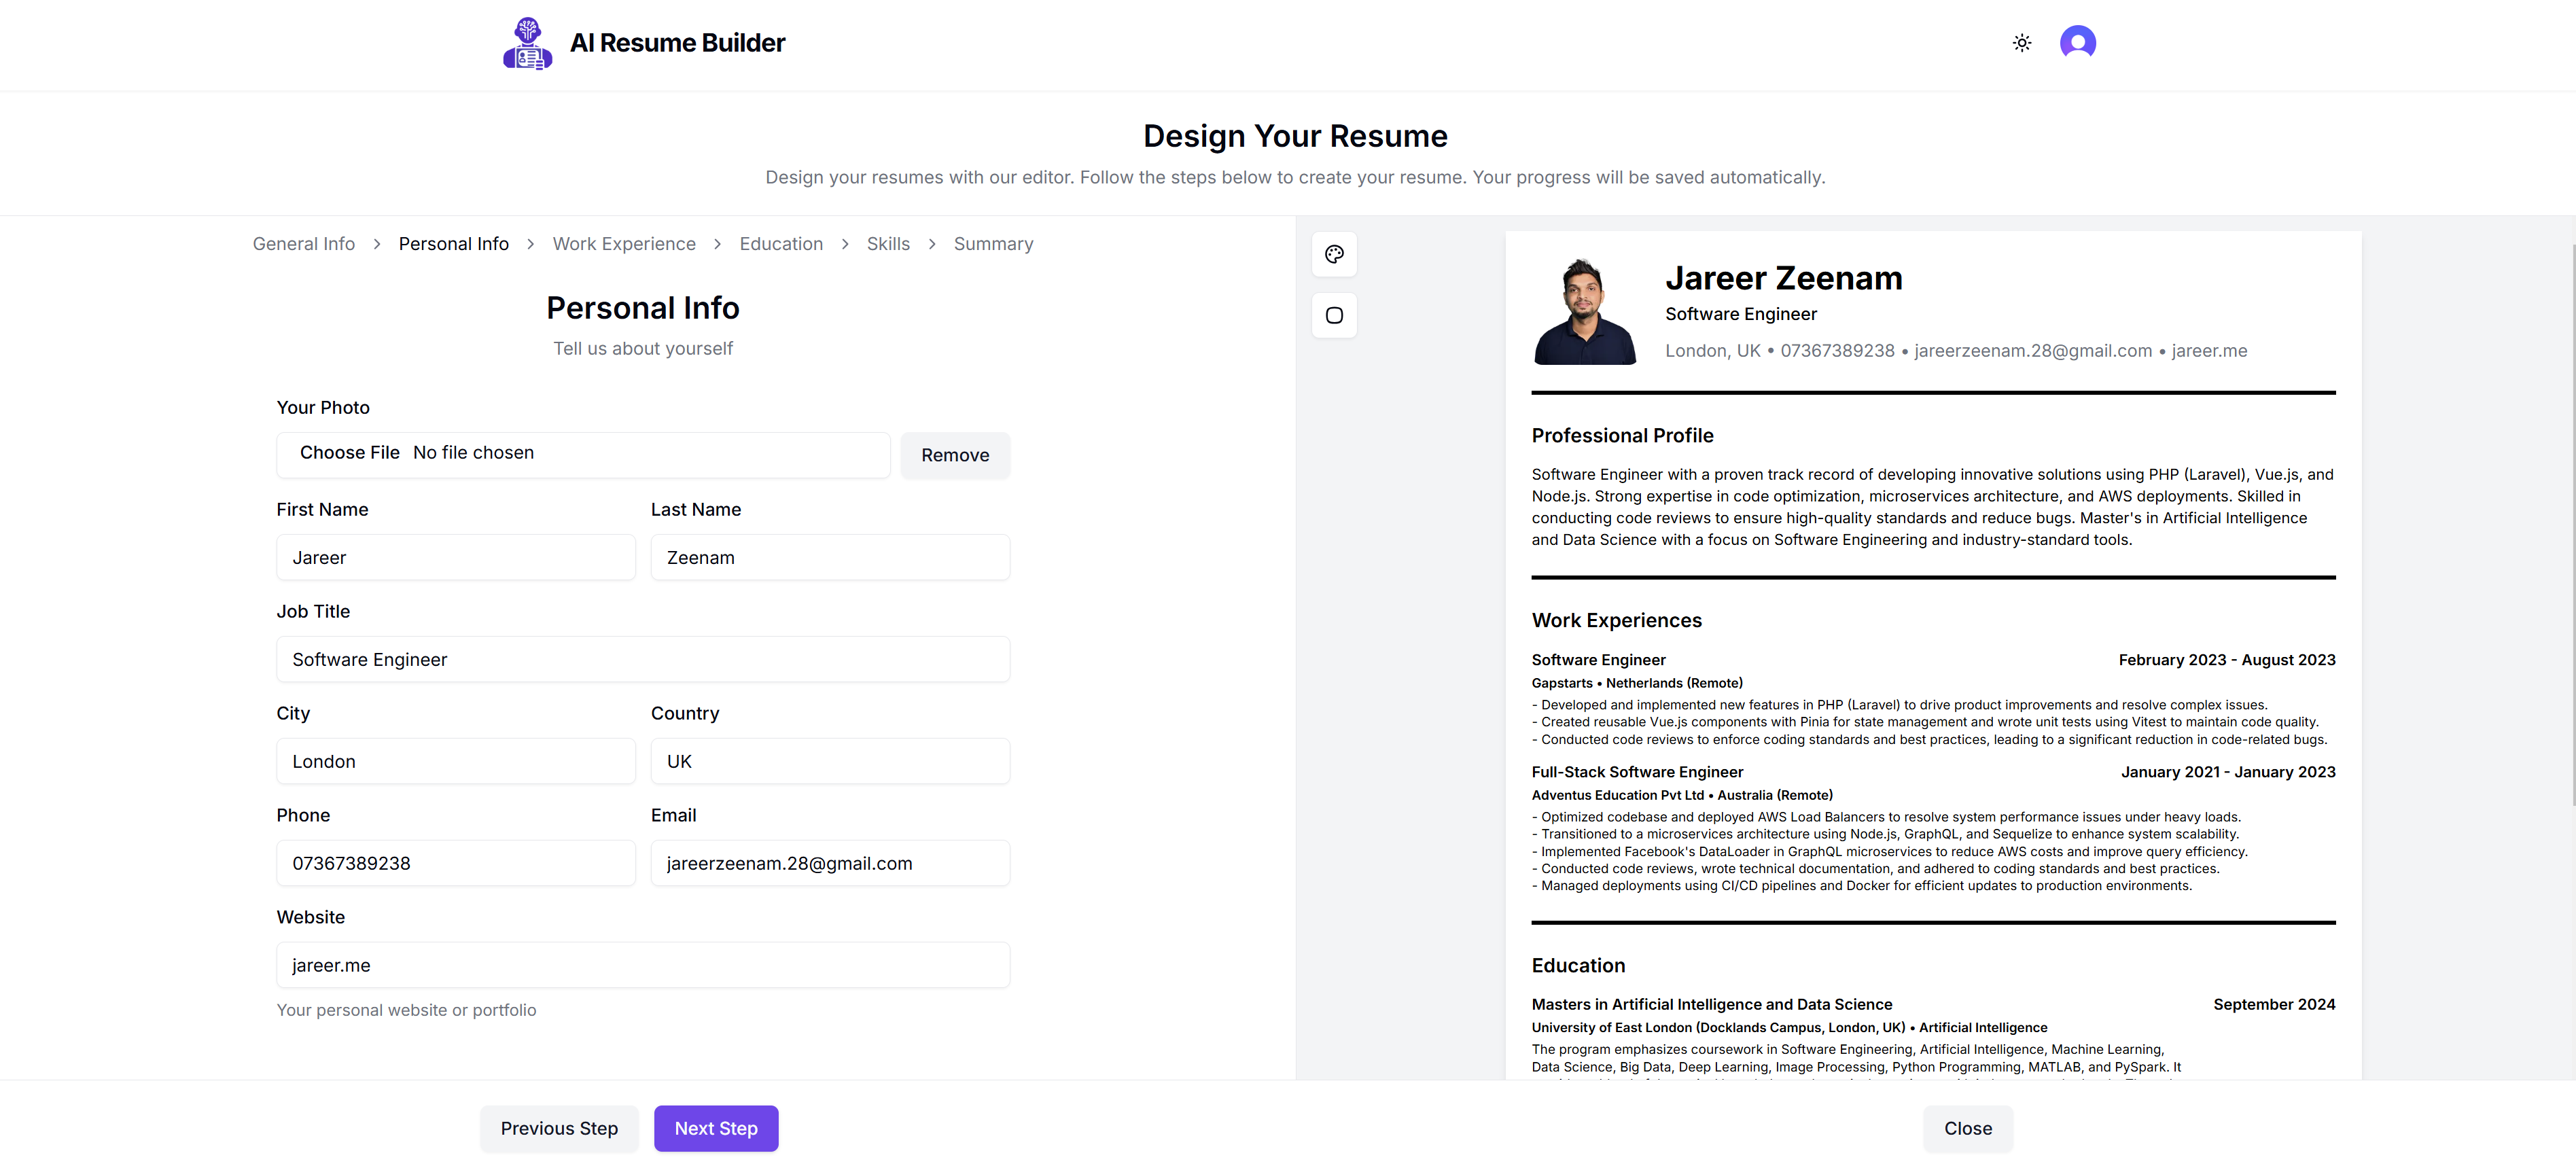 AI Resume Builder
Design Your Resume
Design your resumes with our editor. Follow the steps below to create your resume. Your progress will be saved automatically.
General Info > Personal Info > Work Experience > Education > Skills > Summary
Personal Info
Tell us about yourself
Your Photo
Choose File No file chosen
Remove
First Name
Last Name
Jareer
Zeenam
Job Title
Software Engineer
City
Country
London
UK
Phone
Email
07367389238
jareerzeenam.28@gmail.com
Website
jareer.me
Your personal website or portfolio
Previous Step
Next Step
Jareer Zeenam
Software Engineer
London, UK • 07367389238 • jareerzeenam.28@gmail.com • jareer.me
Professional Profile
Software Engineer with a proven track record of developing innovative solutions using PHP (Laravel), Vue.js, and
Node.js. Strong expertise in code optimization, microservices architecture, and AWS deployments. Skilled in
conducting code reviews to ensure high-quality standards and reduce bugs. Master's in Artificial Intelligence
and Data Science with a focus on Software Engineering and industry-standard tools.
Work Experiences
Software Engineer February 2023 - August 2023
Gapstarts • Netherlands (Remote)
- Developed and implemented new features in PHP (Laravel) to drive product improvements and resolve complex issues.
- Created reusable Vue.js components with Pinia for state management and wrote unit tests using Vitest to maintain code quality.
- Conducted code reviews to enforce coding standards and best practices, leading to a significant reduction in code-related bugs.
Full-Stack Software Engineer January 2021 - January 2023
Adventus Education Pvt Ltd • Australia (Remote)
- Optimized codebase and deployed AWS Load Balancers to resolve system performance issues under heavy loads.
- Transitioned to a microservices architecture using Node.js, GraphQL, and Sequelize to enhance system scalability.
- Implemented Facebook's DataLoader in GraphQL microservices to reduce AWS costs and improve query efficiency.
- Conducted code reviews, wrote technical documentation, and adhered to coding standards and best practices.
- Managed deployments using CI/CD pipelines and Docker for efficient updates to production environments.
Education
Masters in Artificial Intelligence and Data Science September 2024
University of East London (Docklands Campus, London, UK) • Artificial Intelligence
The program emphasizes coursework in Software Engineering, Artificial Intelligence, Machine Learning,
Data Science, Big Data, Deep Learning, Image Processing, Python Programming, MATLAB, and PySpark. It
Close